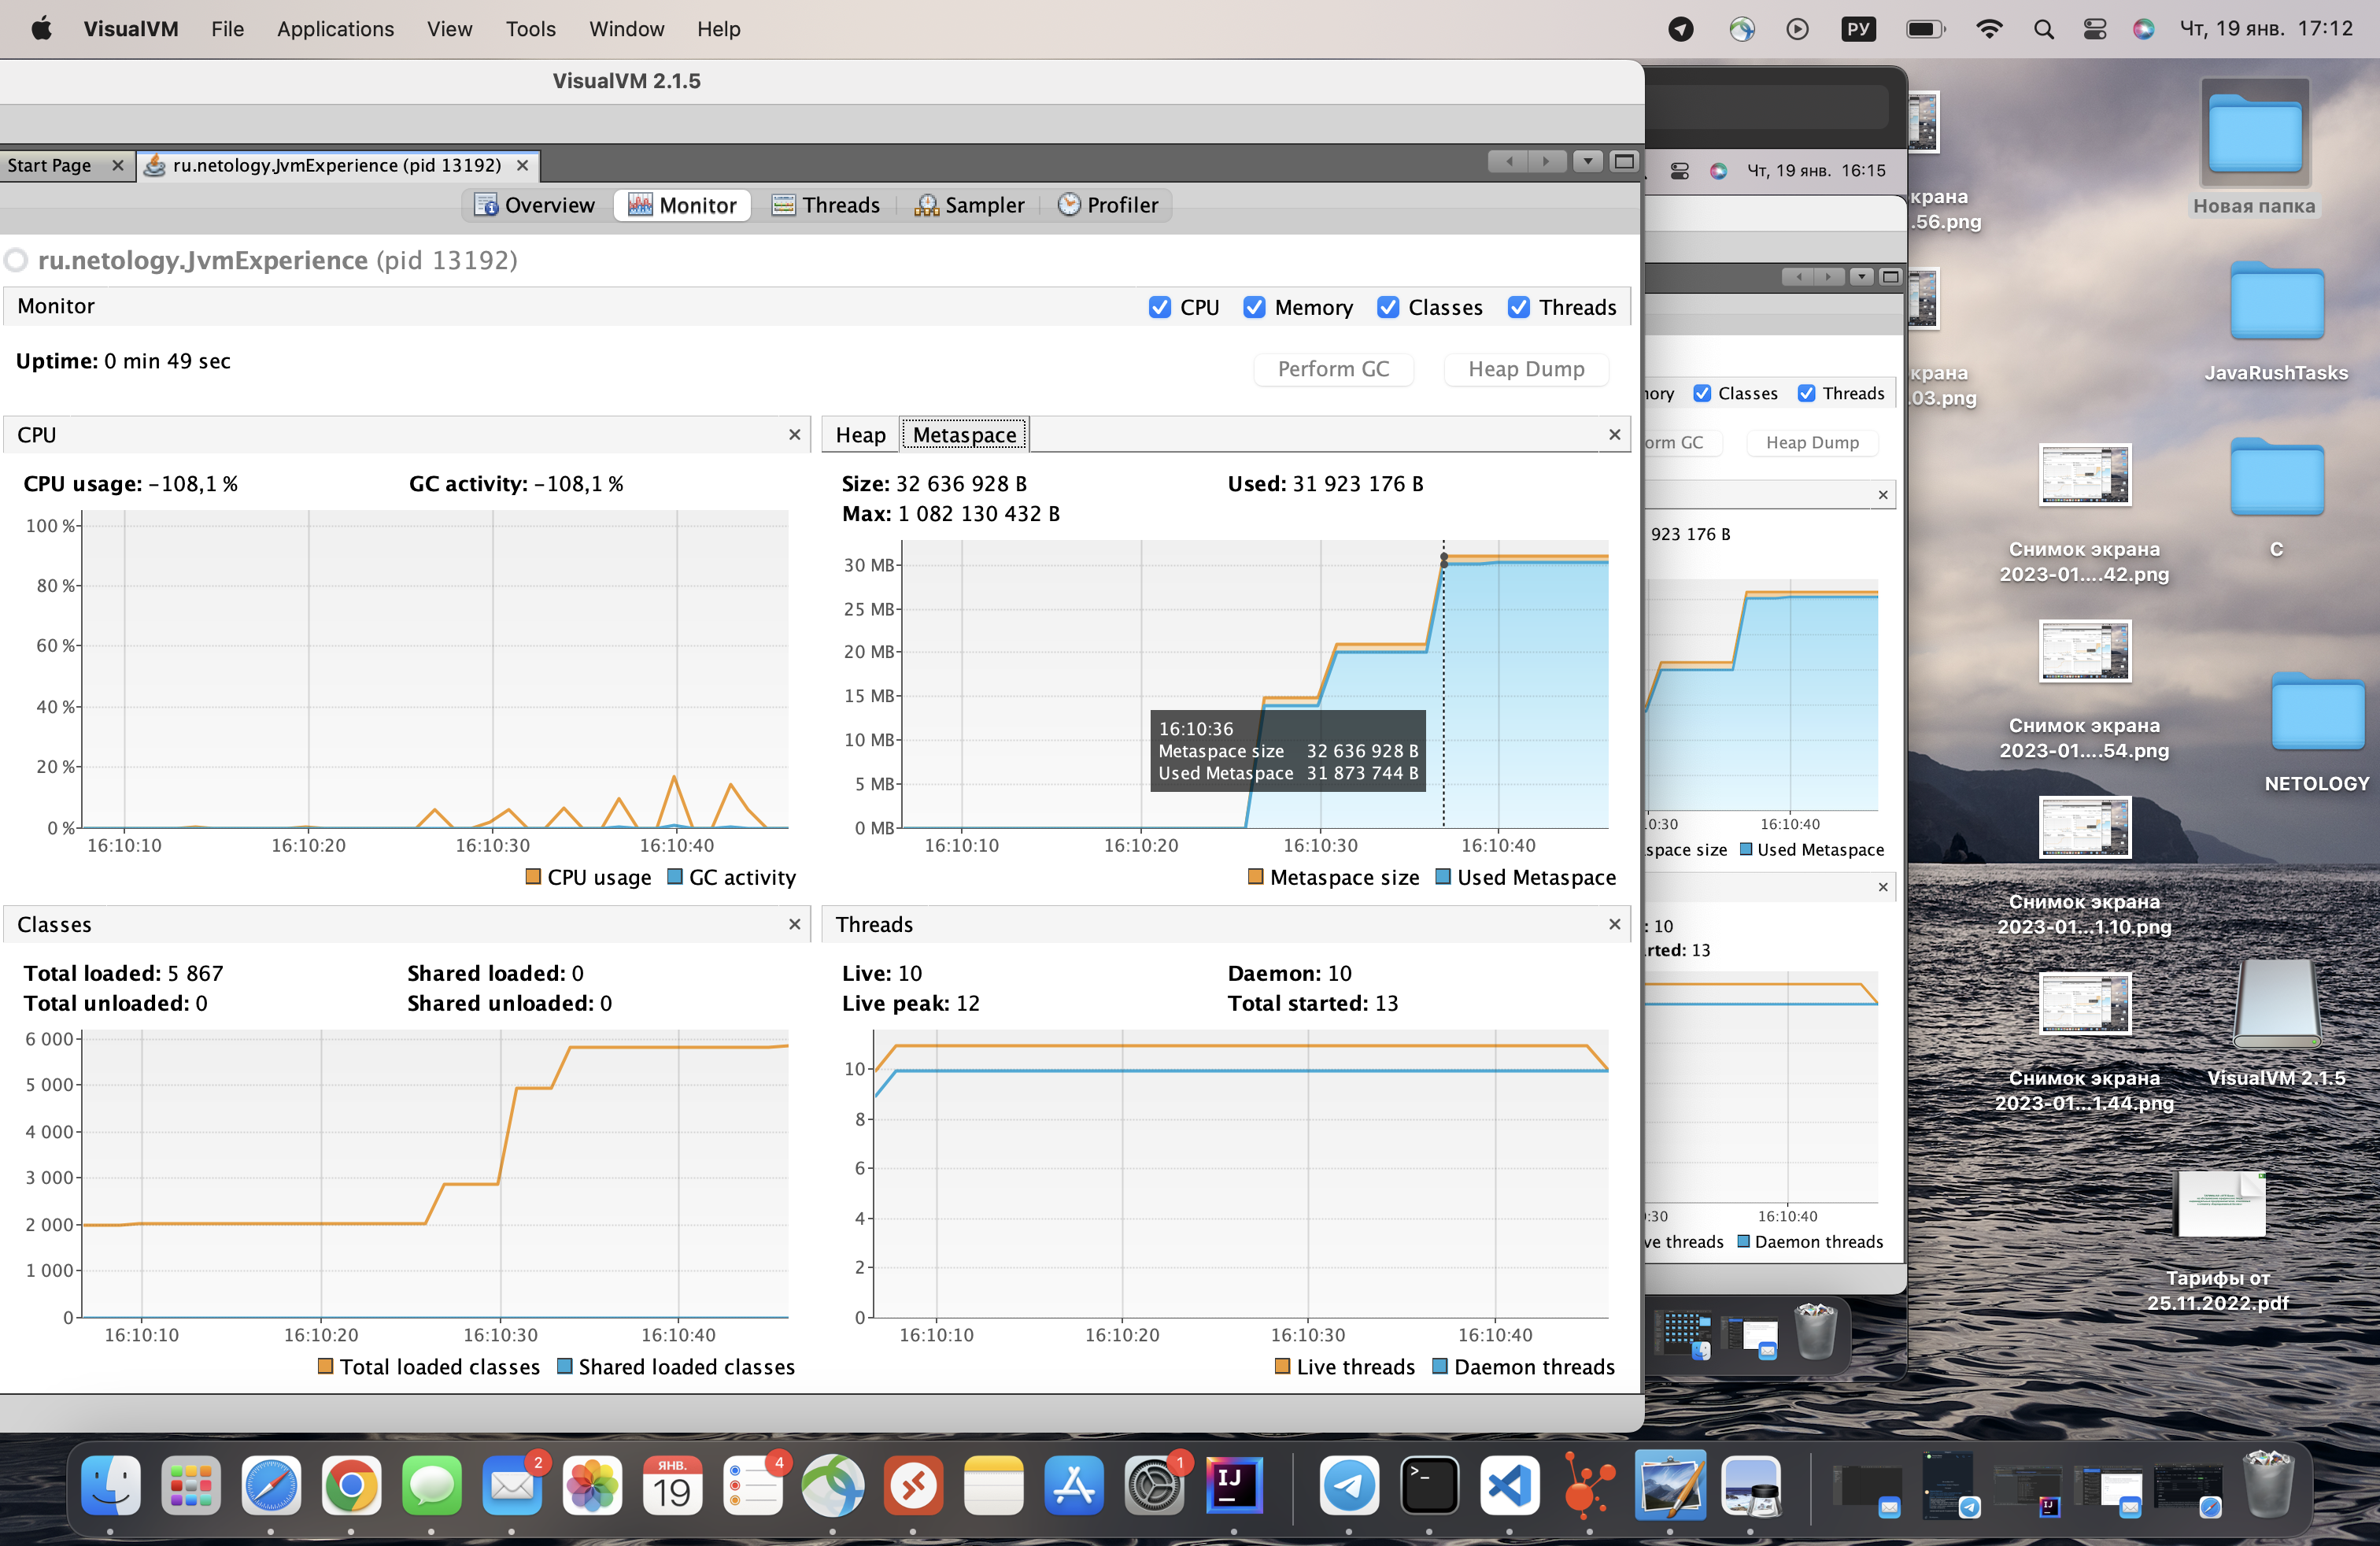 VisualVM File Applications View Tools Window Help
РУ Чт, 19 янв. 17:12
VisualVM 2.1.5
Start Page
ru.netology.JvmExperience (pid 13192)
Overview Monitor Threads Sampler Profiler
ru.netology.JvmExperience (pid 13192)
Monitor
CPU Memory Classes Threads
Uptime: 0 min 49 sec
Perform GC Heap Dump
CPU
CPU usage: -108,1 % GC activity: -108,1 %
100 %
80 %
60 %
40 %
20 %
0 %
16:10:10 16:10:20 16:10:30 16:10:40
CPU usage GC activity
Heap Metaspace
Size: 32 636 928 B Used: 31 923 176 B
Max: 1 082 130 432 B
30 MB
25 MB
20 MB
15 MB
10 MB
5 MB
0 MB
16:10:36
Metaspace size 32 636 928 B
Used Metaspace 31 873 744 B
16:10:10 16:10:20 16:10:30 16:10:40
Metaspace size Used Metaspace
Classes
Total loaded: 5 867 Shared loaded: 0
Total unloaded: 0 Shared unloaded: 0
6 000
5 000
4 000
3 000
2 000
1 000
0
16:10:10 16:10:20 16:10:30 16:10:40
Total loaded classes Shared loaded classes
Threads
Live: 10 Daemon: 10
Live peak: 12 Total started: 13
10
8
6
4
2
0
16:10:10 16:10:20 16:10:30 16:10:40
Live threads Daemon threads
Чт, 19 янв. 16:15
ory Classes Threads
orm GC Heap Dump
923 176 B
0:30 16:10:40
space size Used Metaspace
: 10
rted: 13
:30 16:10:40
ve threads Daemon threads
крана
.56.png
крана
.03.png
Снимок экрана
2023-01....42.png
Снимок экрана
2023-01....54.png
Снимок экрана
2023-01...1.10.png
Снимок экрана
2023-01...1.44.png
Новая папка
JavaRushTasks
C
NETOLOGY
VisualVM 2.1.5
Тарифы от
25.11.2022.pdf
2
ЯНВ.
19
4
1
IJ